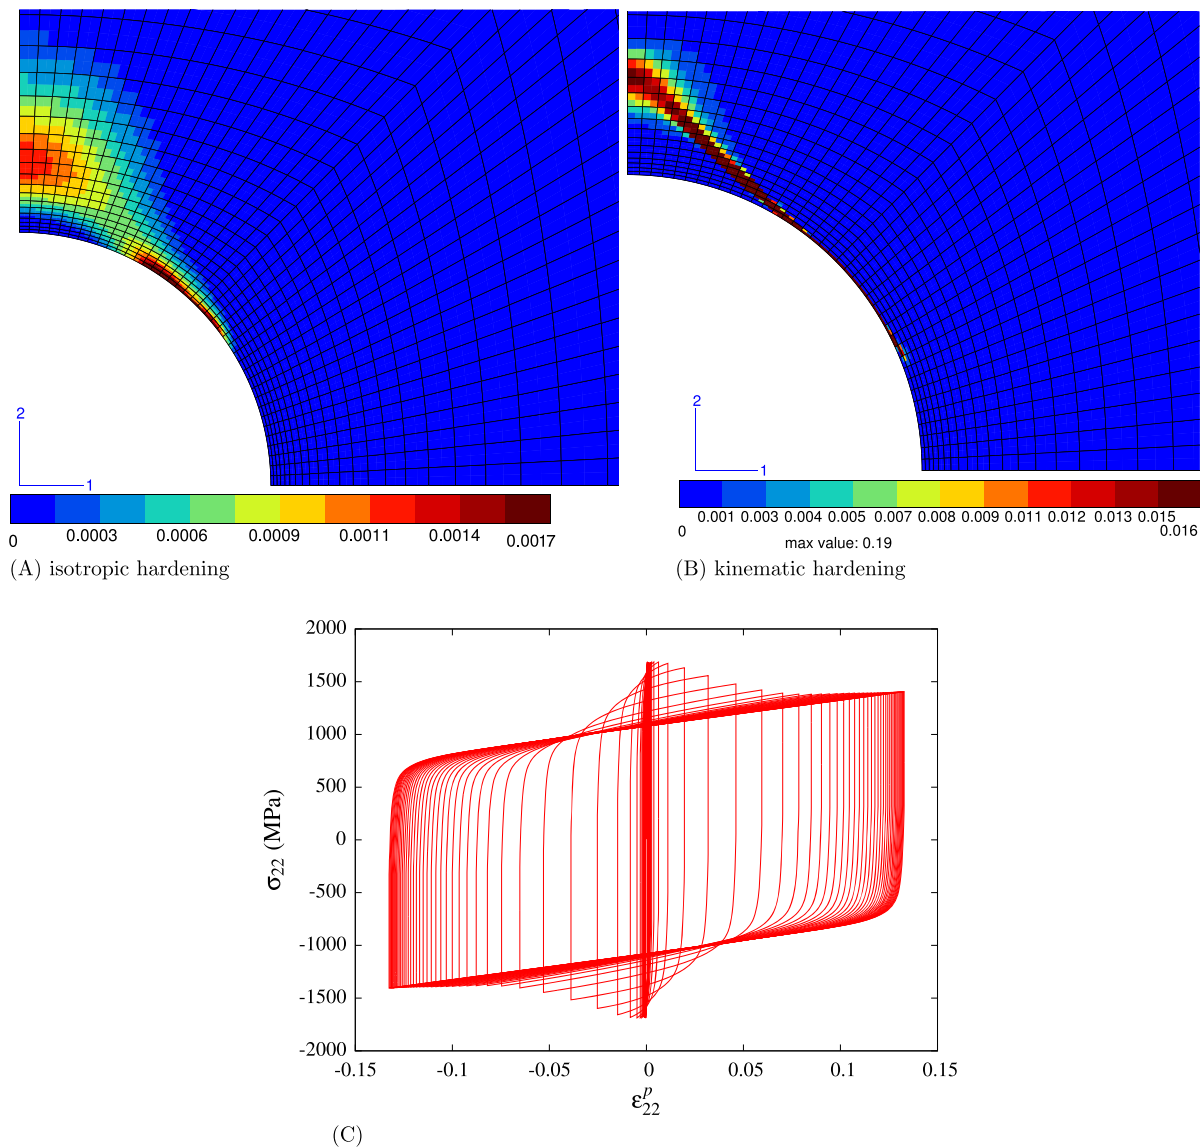 2
1
0 0.0003 0.0006 0.0009 0.0011 0.0014 0.0017
(A) isotropic hardening
2
1
0 0.001 0.003 0.004 0.005 0.007 0.008 0.009 0.011 0.012 0.013 0.015 0.016
max value: 0.19
(B) kinematic hardening
2000
1500
1000
500
0
-500
-1000
-1500
-2000
σ22 (MPa)
-0.15 -0.1 -0.05 0 0.05 0.1 0.15
ε^p_22
(C)